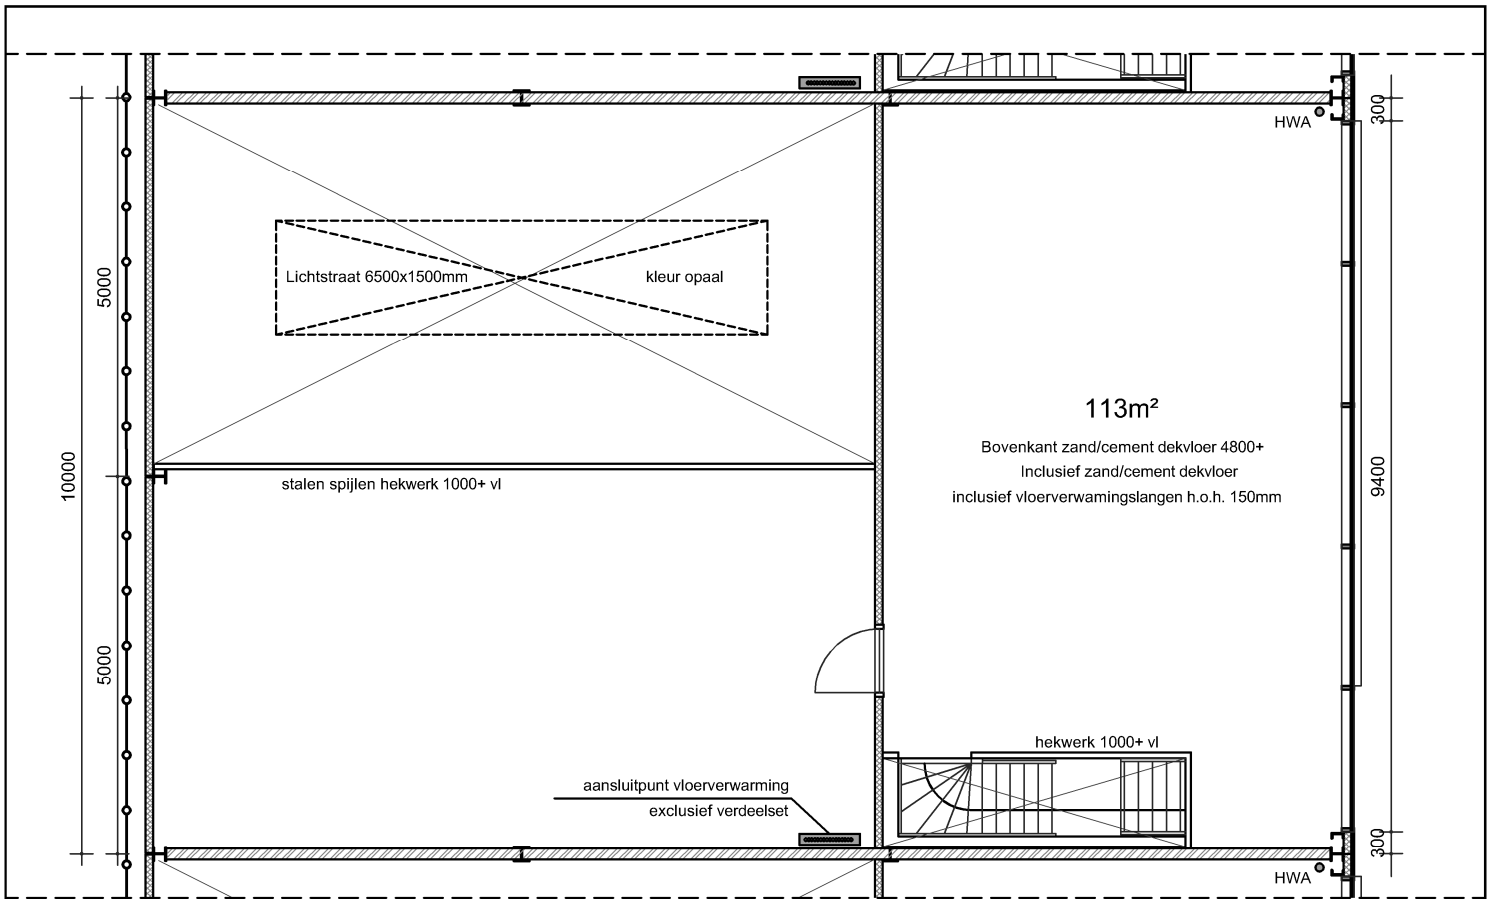 300
HWA
5000
Lichtstraat 6500x1500mm
kleur opaal
113m²
Bovenkant zand/cement dekvloer 4800+
Inclusief zand/cement dekvloer
inclusief vloerverwamingslangen h.o.h. 150mm
10000
9400
stalen spijlen hekwerk 1000+ vl
5000
hekwerk 1000+ vl
aansluitpunt vloerverwarming
exclusief verdeelset
300
HWA